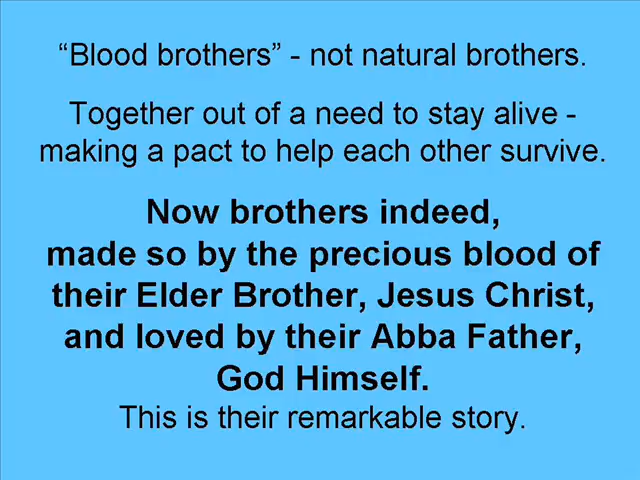 “Blood brothers” - not natural brothers.
Together out of a need to stay alive -
making a pact to help each other survive.
Now brothers indeed,
made so by the precious blood of
their Elder Brother, Jesus Christ,
and loved by their Abba Father,
God Himself.
This is their remarkable story.